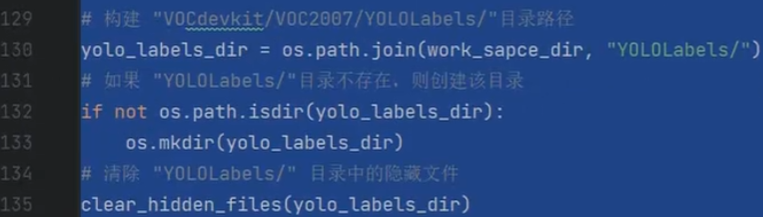 129 # 构建 "VOCdevkit/VOC2007/YOLOLabels/"目录路径
130 yolo_labels_dir = os.path.join(work_sapce_dir, "YOLOLabels/")
131 # 如果 "YOLOLabels/"目录不存在，则创建该目录
132 if not os.path.isdir(yolo_labels_dir):
133 os.mkdir(yolo_labels_dir)
134 # 清除 "YOLOLabels/" 目录中的隐藏文件
135 clear_hidden_files(yolo_labels_dir)